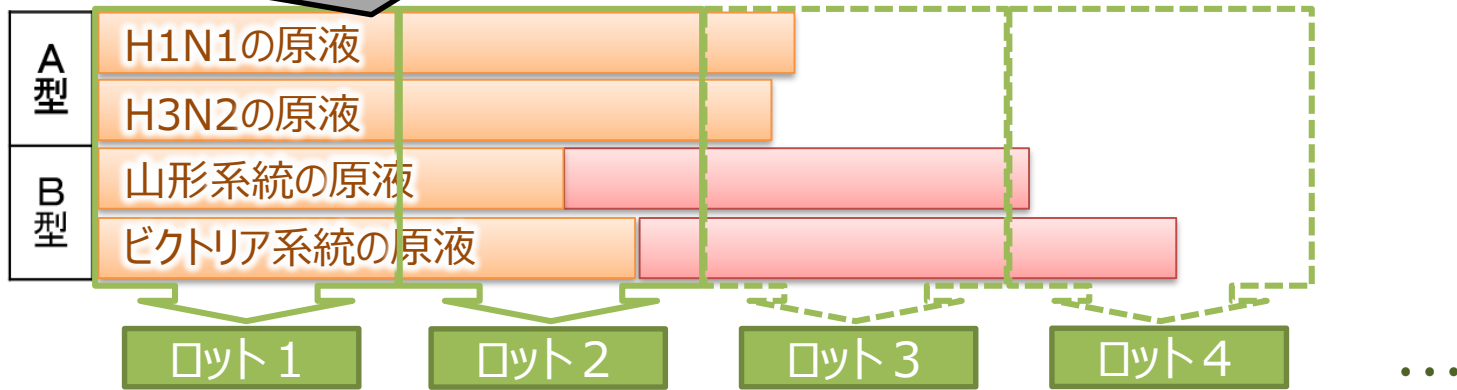 A型
H1N1の原液
H3N2の原液
B型
山形系統の原液
ビクトリア系統の原液
ロット１
ロット２
ロット３
ロット４
…